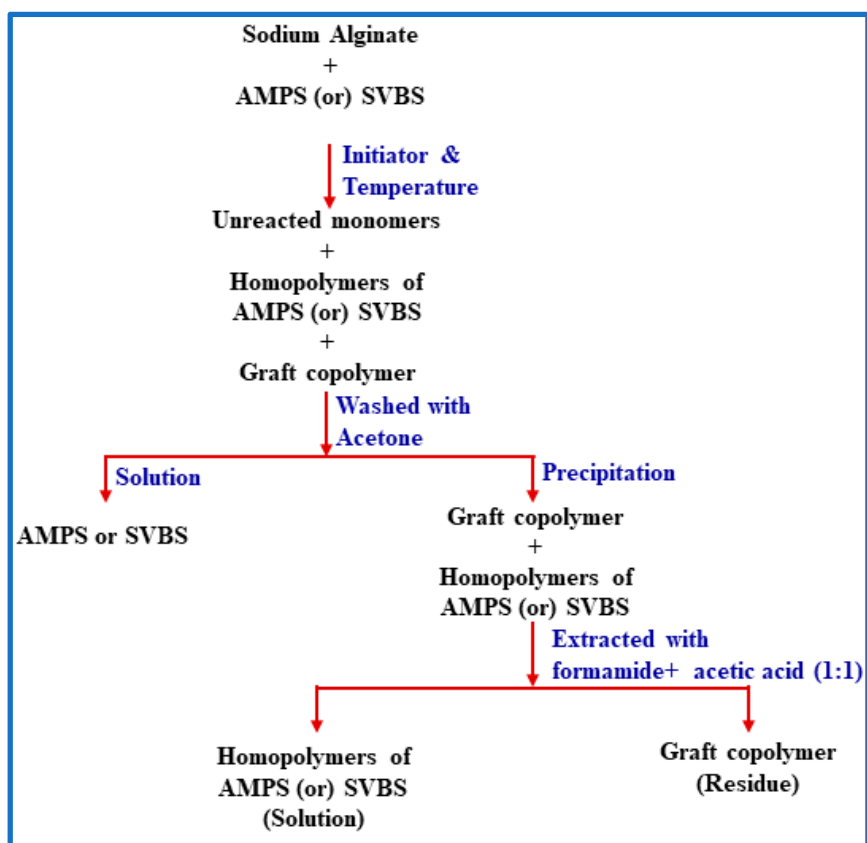 Sodium Alginate
+
AMPS (or) SVBS
Initiator &
Temperature
Unreacted monomers
+
Homopolymers of
AMPS (or) SVBS
+
Graft copolymer
Washed with
Acetone
Solution
Precipitation
AMPS or SVBS
Graft copolymer
+
Homopolymers of
AMPS (or) SVBS
Extracted with
formamide+ acetic acid (1:1)
Homopolymers of
AMPS (or) SVBS
(Solution)
Graft copolymer
(Residue)